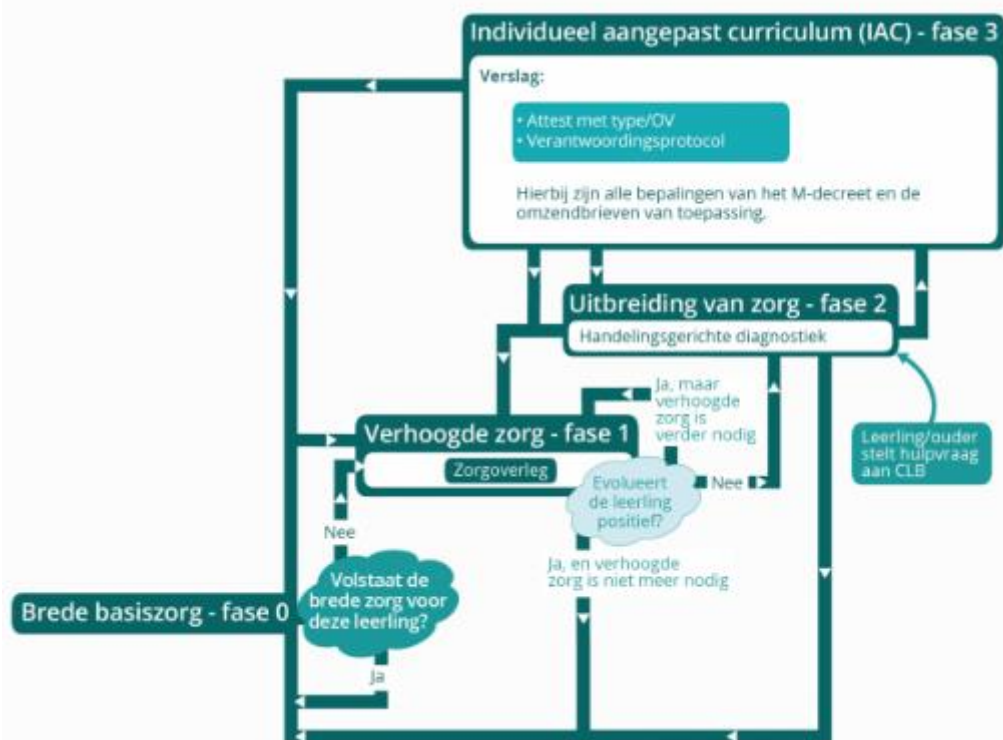 Individueel aangepast curriculum (IAC) - fase 3
Verslag:
• Attest met type/OV
• Verantwoordingsprotocol
Hierbij zijn alle bepalingen van het M-decreet en de
omzendbrieven van toepassing.
Uitbreiding van zorg - fase 2
Handelingsgerichte diagnostiek
Ja, maar
verhoogde
zorg is
verder nodig
Verhoogde zorg - fase 1
Zorgoverleg
Leerling/ouder
stelt hulpvraag
aan CLB
Evolueert
de leerling
positief?
Nee
Nee
Ja, en verhoogde
zorg is niet meer nodig
Volstaat de
brede zorg voor
deze leerling?
Brede basiszorg - fase 0
Ja